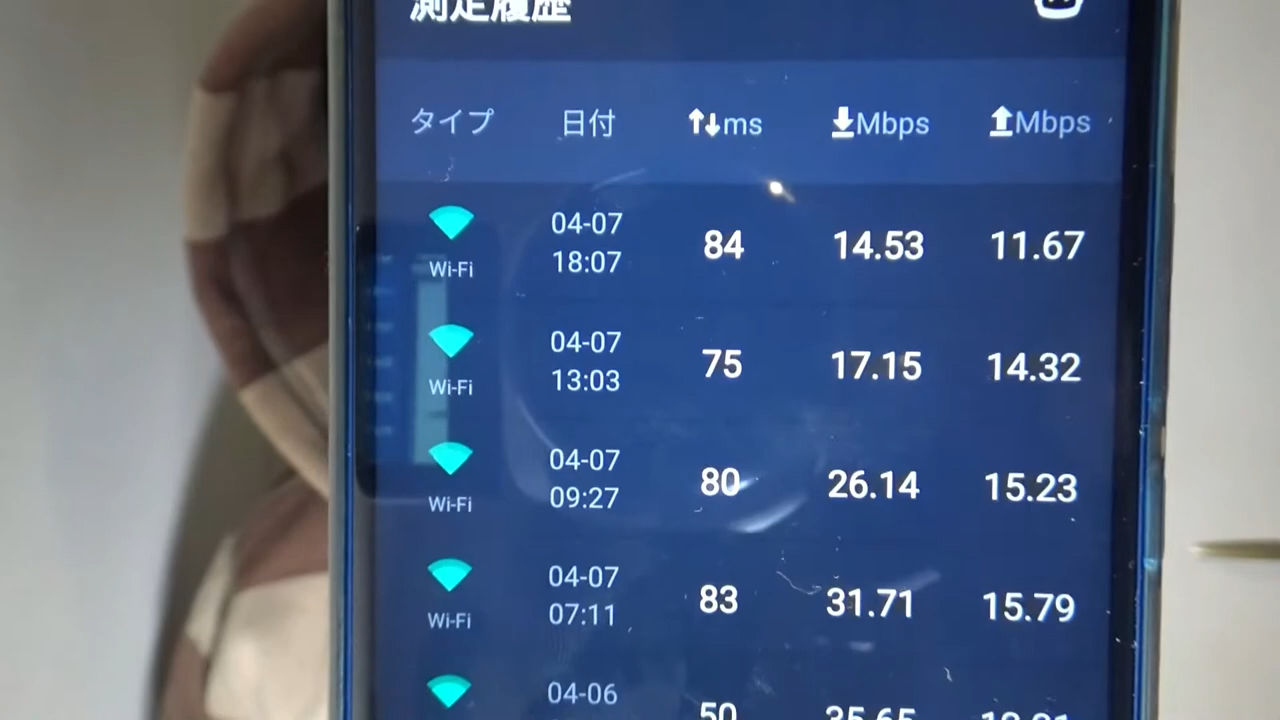 測定履歴
タイプ 日付 ms Mbps Mbps
04-07
84 14.53 11.67
Wi-Fi 18:07
04-07
75 17.15 14.32
Wi-Fi 13:03
04-07
80 26.14 15.23
Wi-Fi 09:27
04-07
83 31.71 15.79
Wi-Fi 07:11
04-06
50 35.65